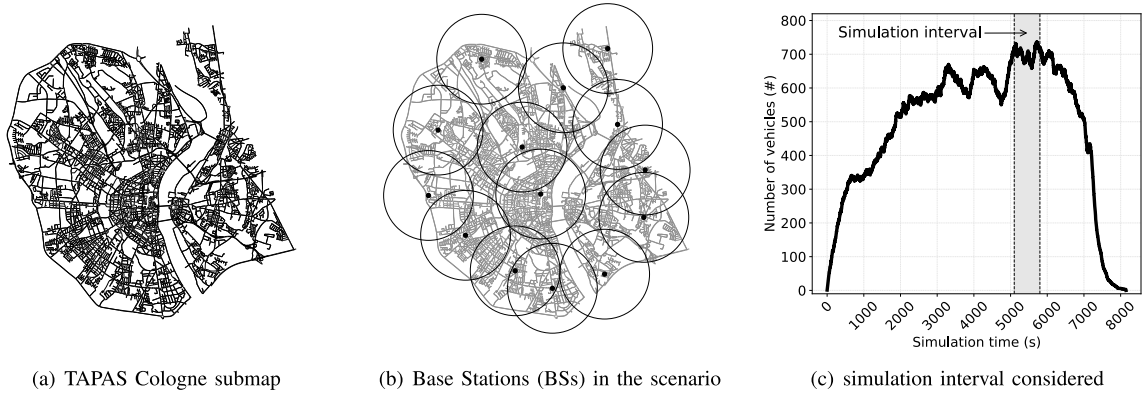 Simulation interval
Number of vehicles (#)
800
700
600
500
400
300
200
100
0
0 1000 2000 3000 4000 5000 6000 7000 8000
Simulation time (s)
(a) TAPAS Cologne submap
(b) Base Stations (BSs) in the scenario
(c) simulation interval considered